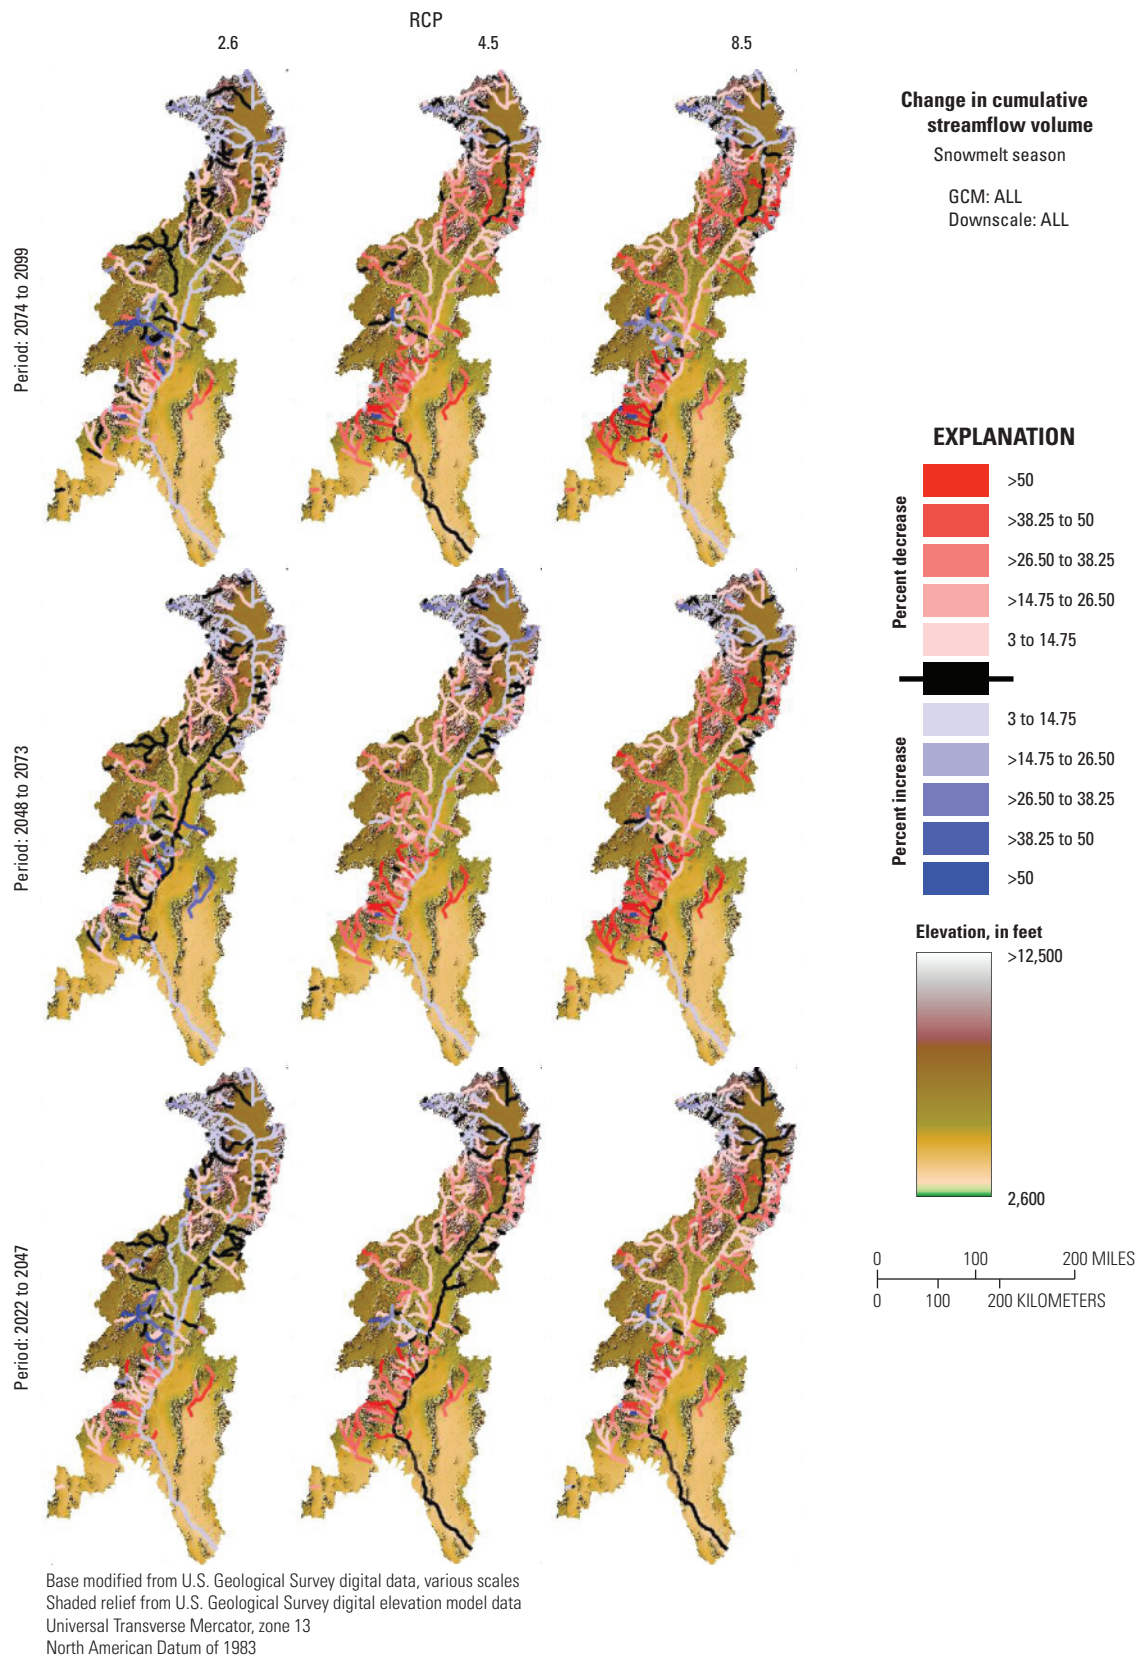 RCP
2.6 4.5 8.5
Change in cumulative
streamflow volume
Snowmelt season
GCM: ALL
Downscale: ALL
Period: 2074 to 2099
Period: 2048 to 2073
Period: 2022 to 2047
EXPLANATION
Percent decrease
>50
>38.25 to 50
>26.50 to 38.25
>14.75 to 26.50
3 to 14.75
Percent increase
3 to 14.75
>14.75 to 26.50
>26.50 to 38.25
>38.25 to 50
>50
Elevation, in feet
>12,500
2,600
0 100 200 MILES
0 100 200 KILOMETERS
Base modified from U.S. Geological Survey digital data, various scales
Shaded relief from U.S. Geological Survey digital elevation model data
Universal Transverse Mercator, zone 13
North American Datum of 1983